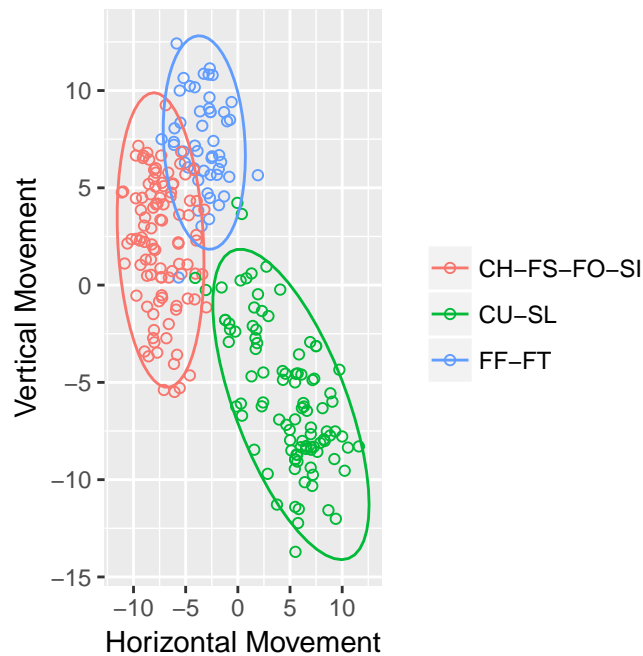 10
5
0
−5
−10
−15
Vertical Movement
−10 −5 0 5 10
Horizontal Movement
CH−FS−FO−SI
CU−SL
FF−FT